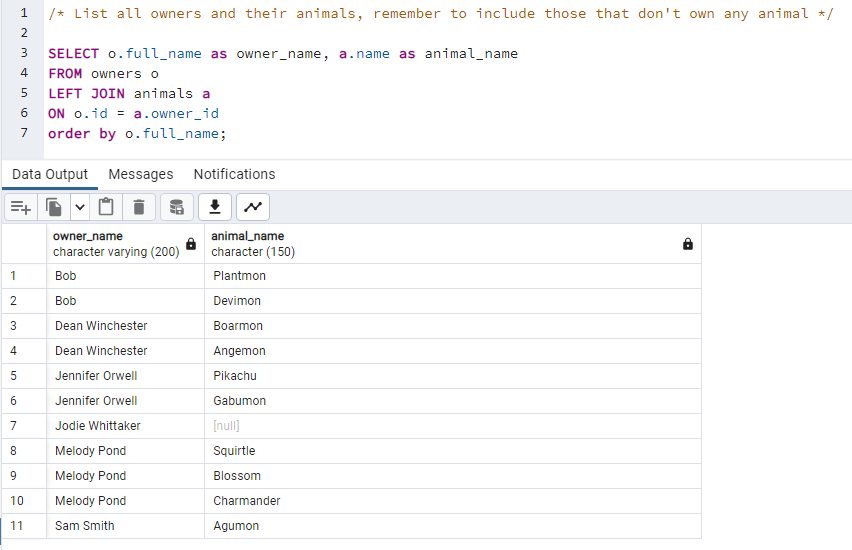 1 /* List all owners and their animals, remember to include those that don't own any animal */
2
3 SELECT o.full_name as owner_name, a.name as animal_name
4 FROM owners o
5 LEFT JOIN animals a
6 ON o.id = a.owner_id
7 order by o.full_name;
Data Output Messages Notifications
owner_name animal_name
character varying (200) character (150)
1 Bob Plantmon
2 Bob Devimon
3 Dean Winchester Boarmon
4 Dean Winchester Angemon
5 Jennifer Orwell Pikachu
6 Jennifer Orwell Gabumon
7 Jodie Whittaker [null]
8 Melody Pond Squirtle
9 Melody Pond Blossom
10 Melody Pond Charmander
11 Sam Smith Agumon